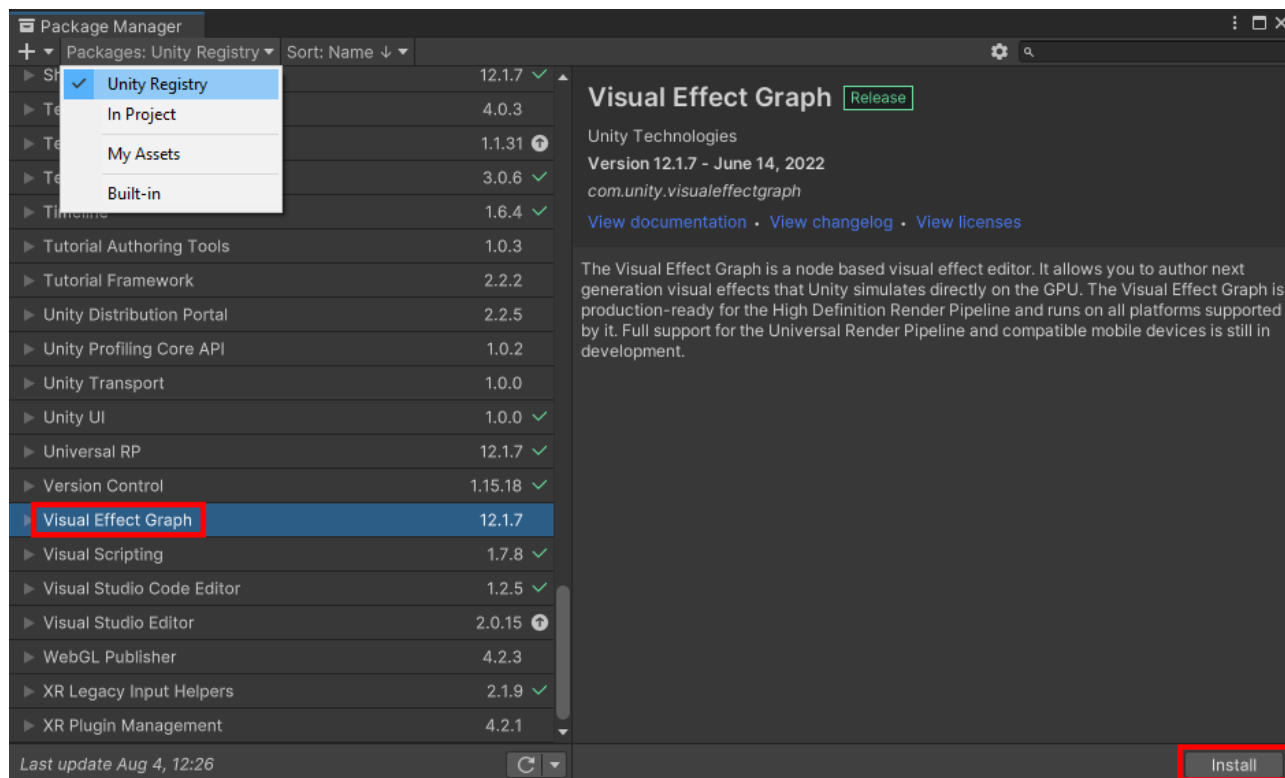 Package Manager
Packages: Unity Registry Sort: Name
Unity Registry
In Project
My Assets
Built-in
12.1.7
4.0.3
1.1.31
3.0.6
1.6.4
Tutorial Authoring Tools 1.0.3
Tutorial Framework 2.2.2
Unity Distribution Portal 2.2.5
Unity Profiling Core API 1.0.2
Unity Transport 1.0.0
Unity UI 1.0.0
Universal RP 12.1.7
Version Control 1.15.18
Visual Effect Graph 12.1.7
Visual Scripting 1.7.8
Visual Studio Code Editor 1.2.5
Visual Studio Editor 2.0.15
WebGL Publisher 4.2.3
XR Legacy Input Helpers 2.1.9
XR Plugin Management 4.2.1
Last update Aug 4, 12:26
Visual Effect Graph Release
Unity Technologies
Version 12.1.7 - June 14, 2022
com.unity.visualeffectgraph
View documentation • View changelog • View licenses
The Visual Effect Graph is a node based visual effect editor. It allows you to author next
generation visual effects that Unity simulates directly on the GPU. The Visual Effect Graph is
production-ready for the High Definition Render Pipeline and runs on all platforms supported
by it. Full support for the Universal Render Pipeline and compatible mobile devices is still in
development.
Install